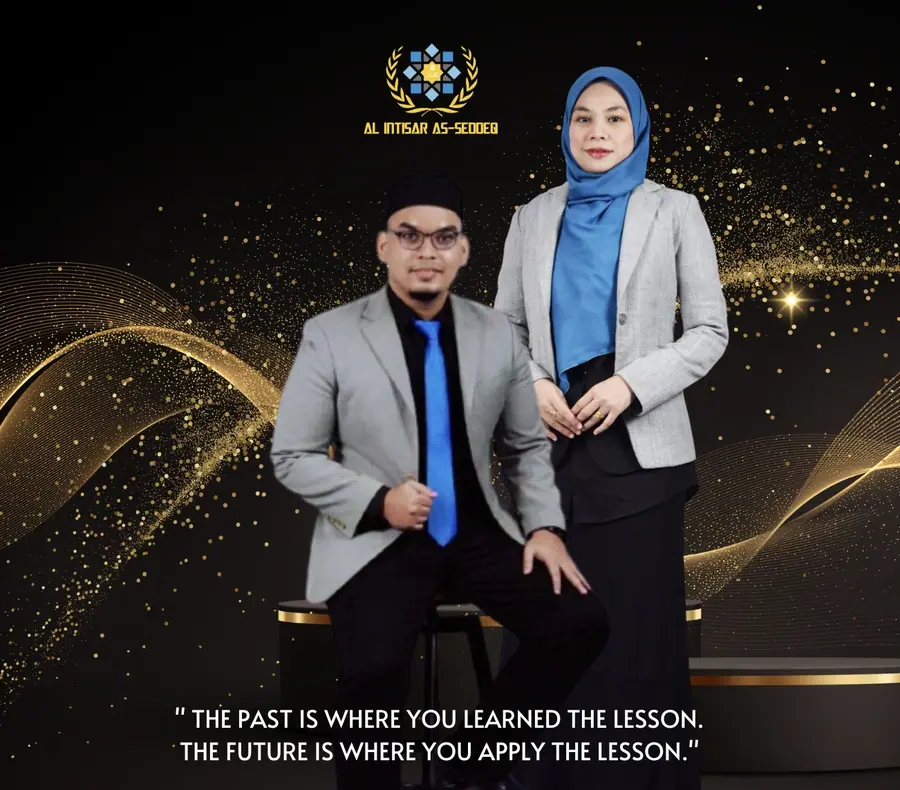 AL INTISAR AS-SEDDEQ
" THE PAST IS WHERE YOU LEARNED THE LESSON.
THE FUTURE IS WHERE YOU APPLY THE LESSON."